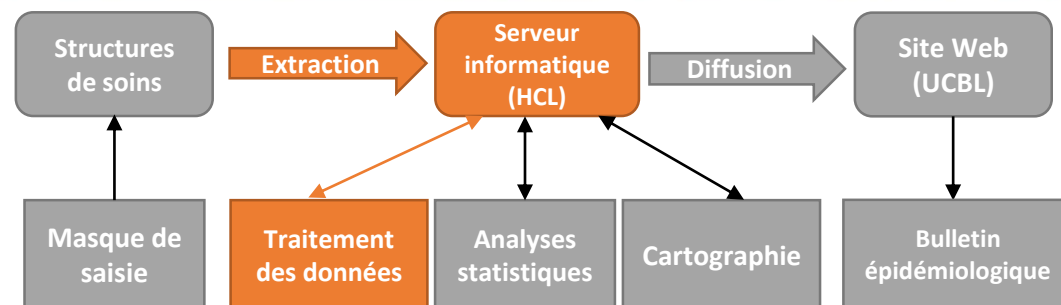 Structures
de soins
Extraction
Serveur
informatique
(HCL)
Diffusion
Site Web
(UCBL)
Masque de
saisie
Traitement
des données
Analyses
statistiques
Cartographie
Bulletin
épidémiologique